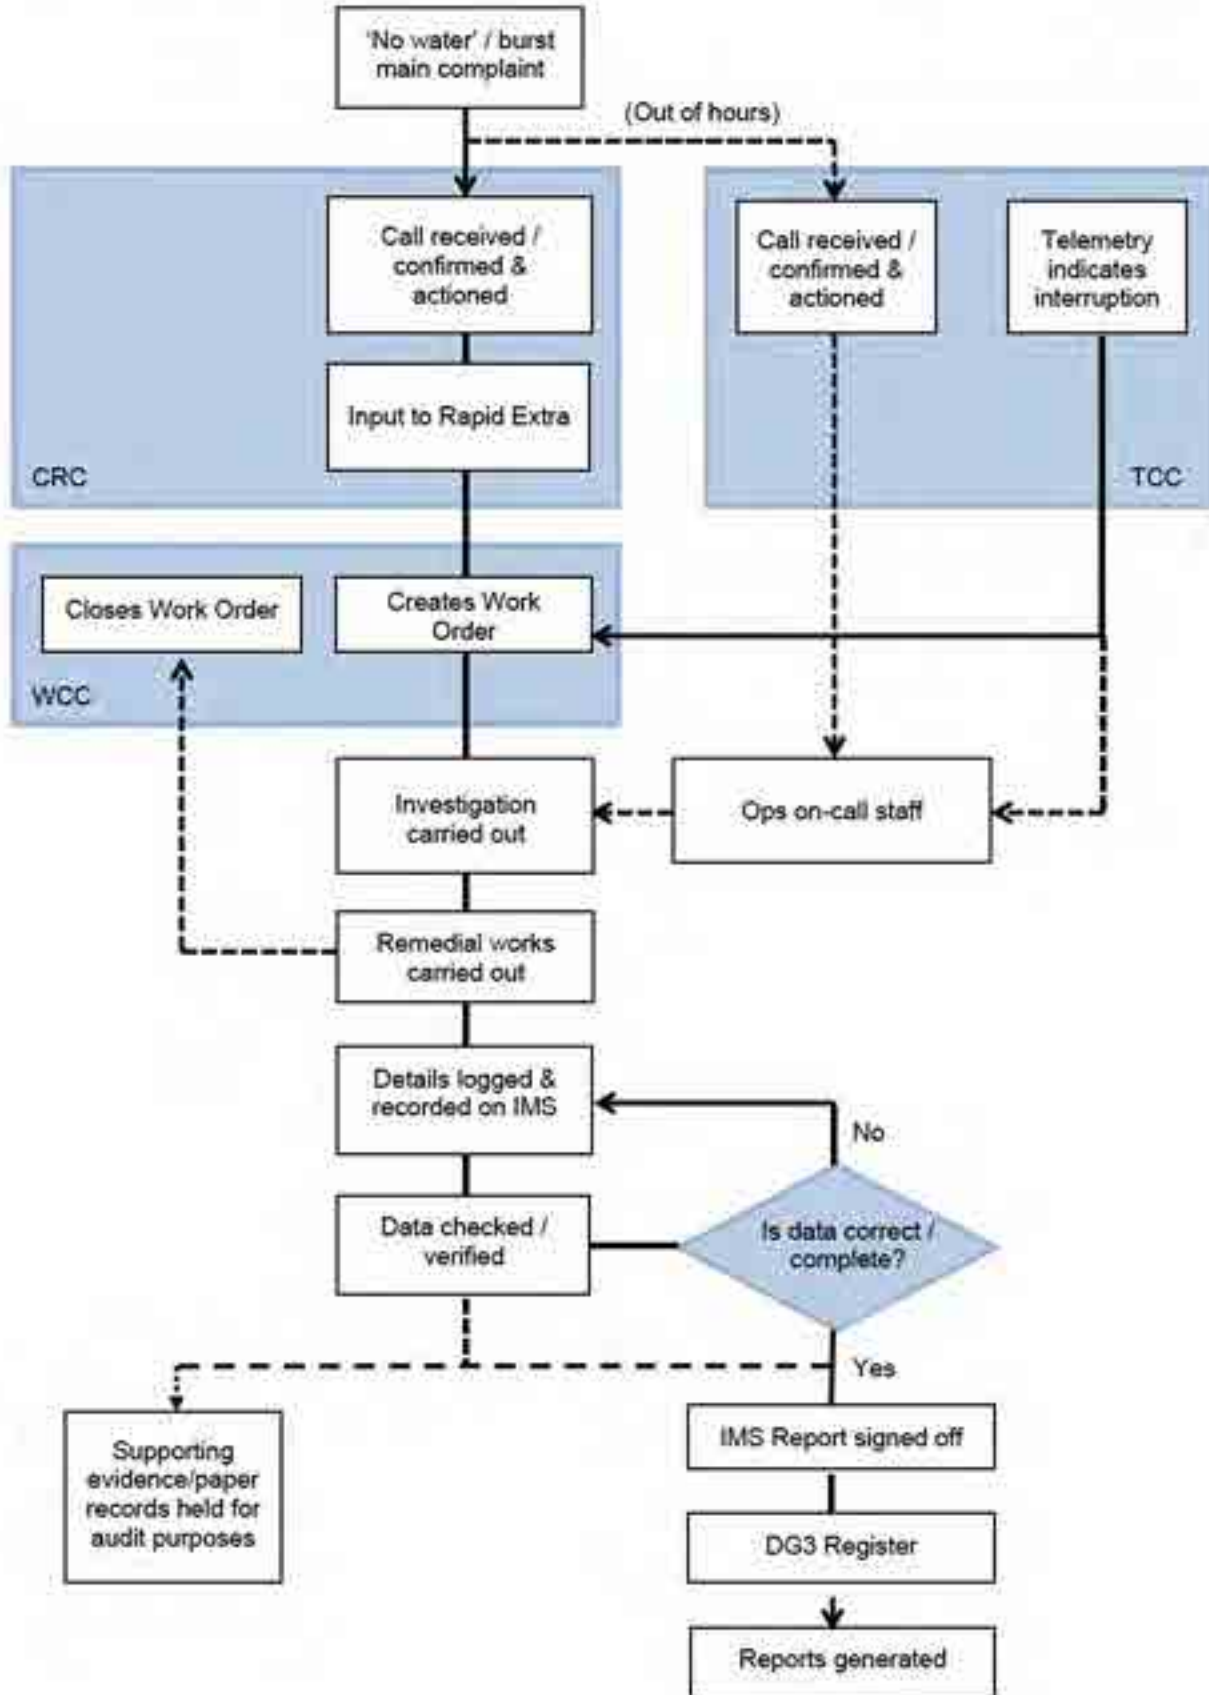 'No water' / burst
main complaint
(Out of hours)
Call received /
confirmed &
actioned
Call received /
confirmed &
actioned
Telemetry
indicates
interruption
Input to Rapid Extra
CRC
TCC
Closes Work Order
Creates Work
Order
WCC
Investigation
carried out
Ops on-call staff
Remedial works
carried out
Details logged &
recorded on IMS
No
Data checked /
verified
Is data correct /
complete?
Yes
Supporting
evidence/paper
records held for
audit purposes
IMS Report signed off
DG3 Register
Reports generated